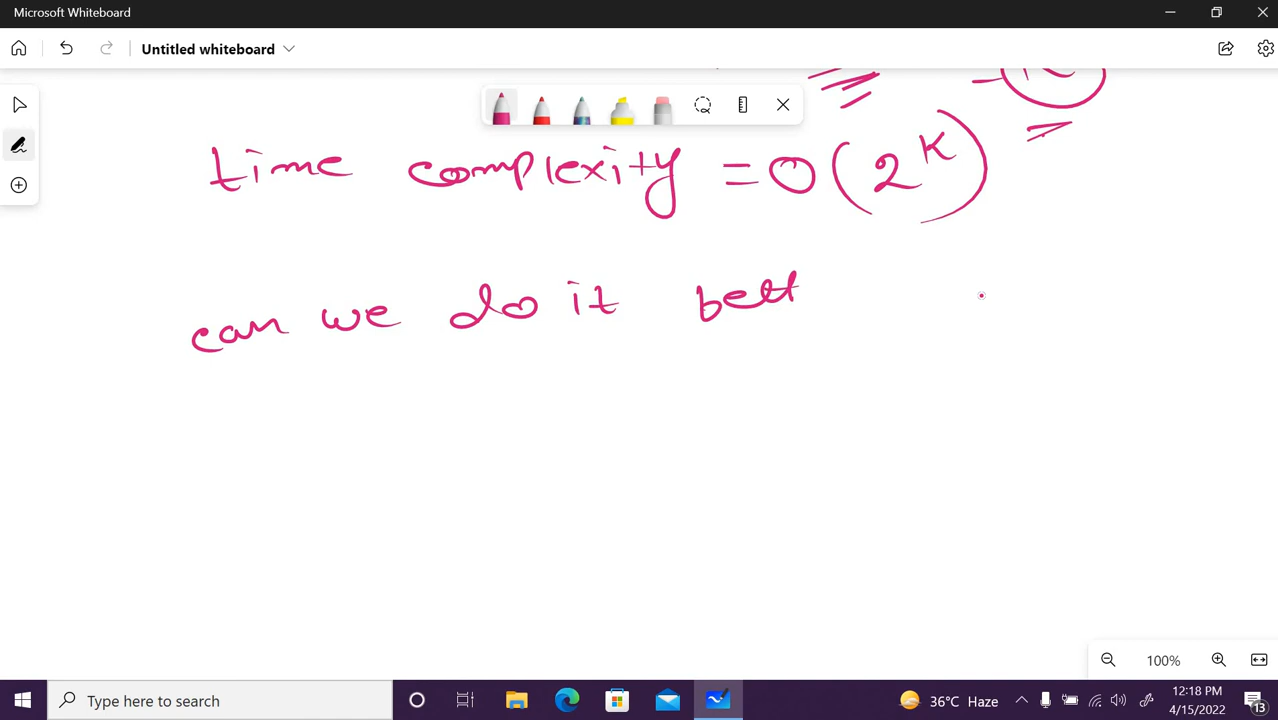 Microsoft Whiteboard
Untitled whiteboard
time complexity = O(2^K)
can we do it bett
100%
Type here to search
36°C Haze
12:18 PM
4/15/2022
13